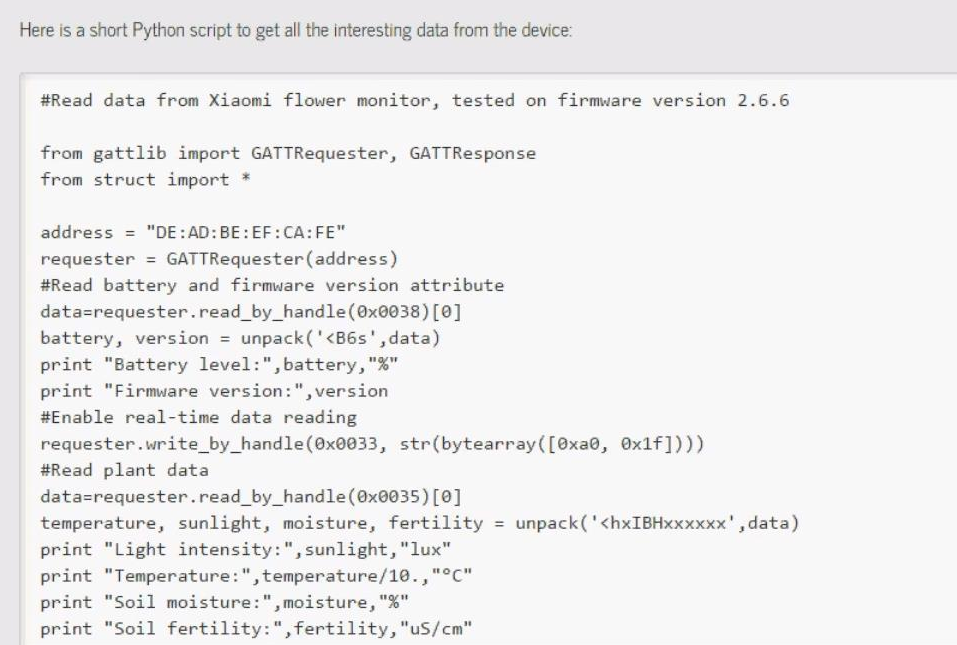 Here is a short Python script to get all the interesting data from the device:
#Read data from Xiaomi flower monitor, tested on firmware version 2.6.6
from gattlib import GATTRequester, GATTResponse
from struct import *
address = "DE:AD:BE:EF:CA:FE"
requester = GATTRequester(address)
#Read battery and firmware version attribute
data=requester.read_by_handle(0x0038)[0]
battery, version = unpack('<B6s',data)
print "Battery level:",battery,"%"
print "Firmware version:",version
#Enable real-time data reading
requester.write_by_handle(0x0033, str(bytearray([0xa0, 0x1f])))
#Read plant data
data=requester.read_by_handle(0x0035)[0]
temperature, sunlight, moisture, fertility = unpack('<hxIBHxxxxxx',data)
print "Light intensity:",sunlight,"lux"
print "Temperature:",temperature/10.,"°C"
print "Soil moisture:",moisture,"%"
print "Soil fertility:",fertility,"uS/cm"